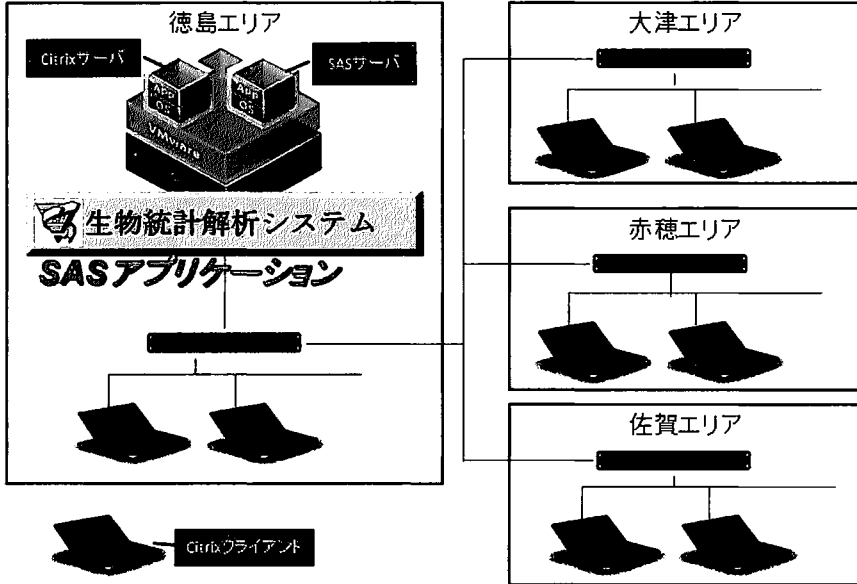 徳島エリア
Citrixサーバ
SASサーバ
APP
OS
APP
OS
VMware
生物統計解析システム
SASアプリケーション
大津エリア
赤穂エリア
佐賀エリア
Citrixクライアント